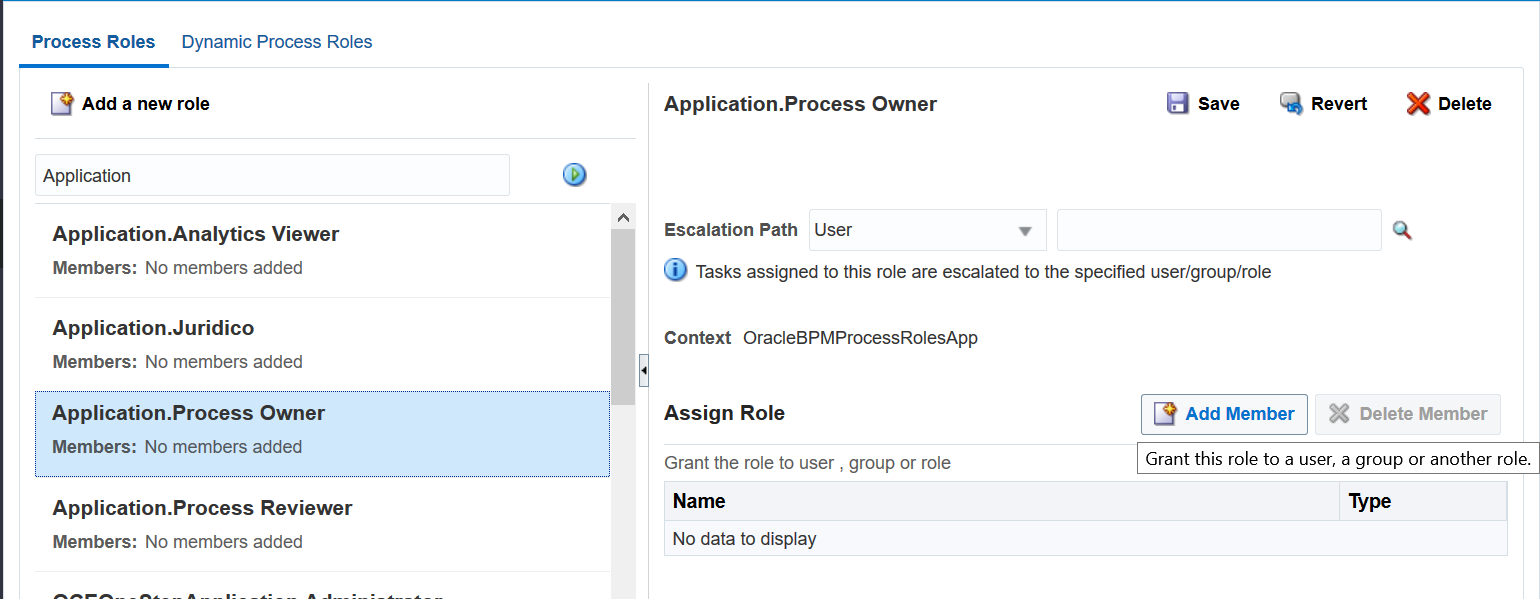 Process Roles
Dynamic Process Roles
Add a new role
Application
Application.Analytics Viewer
Members: No members added
Application.Juridico
Members: No members added
Application.Process Owner
Members: No members added
Application.Process Reviewer
Members: No members added
Application.Process Owner
Save
Revert
Delete
Escalation Path
User
Tasks assigned to this role are escalated to the specified user/group/role
Context OracleBPMProcessRolesApp
Assign Role
Add Member
Delete Member
Grant the role to user , group or role
Grant this role to a user, a group or another role.
Name
Type
No data to display